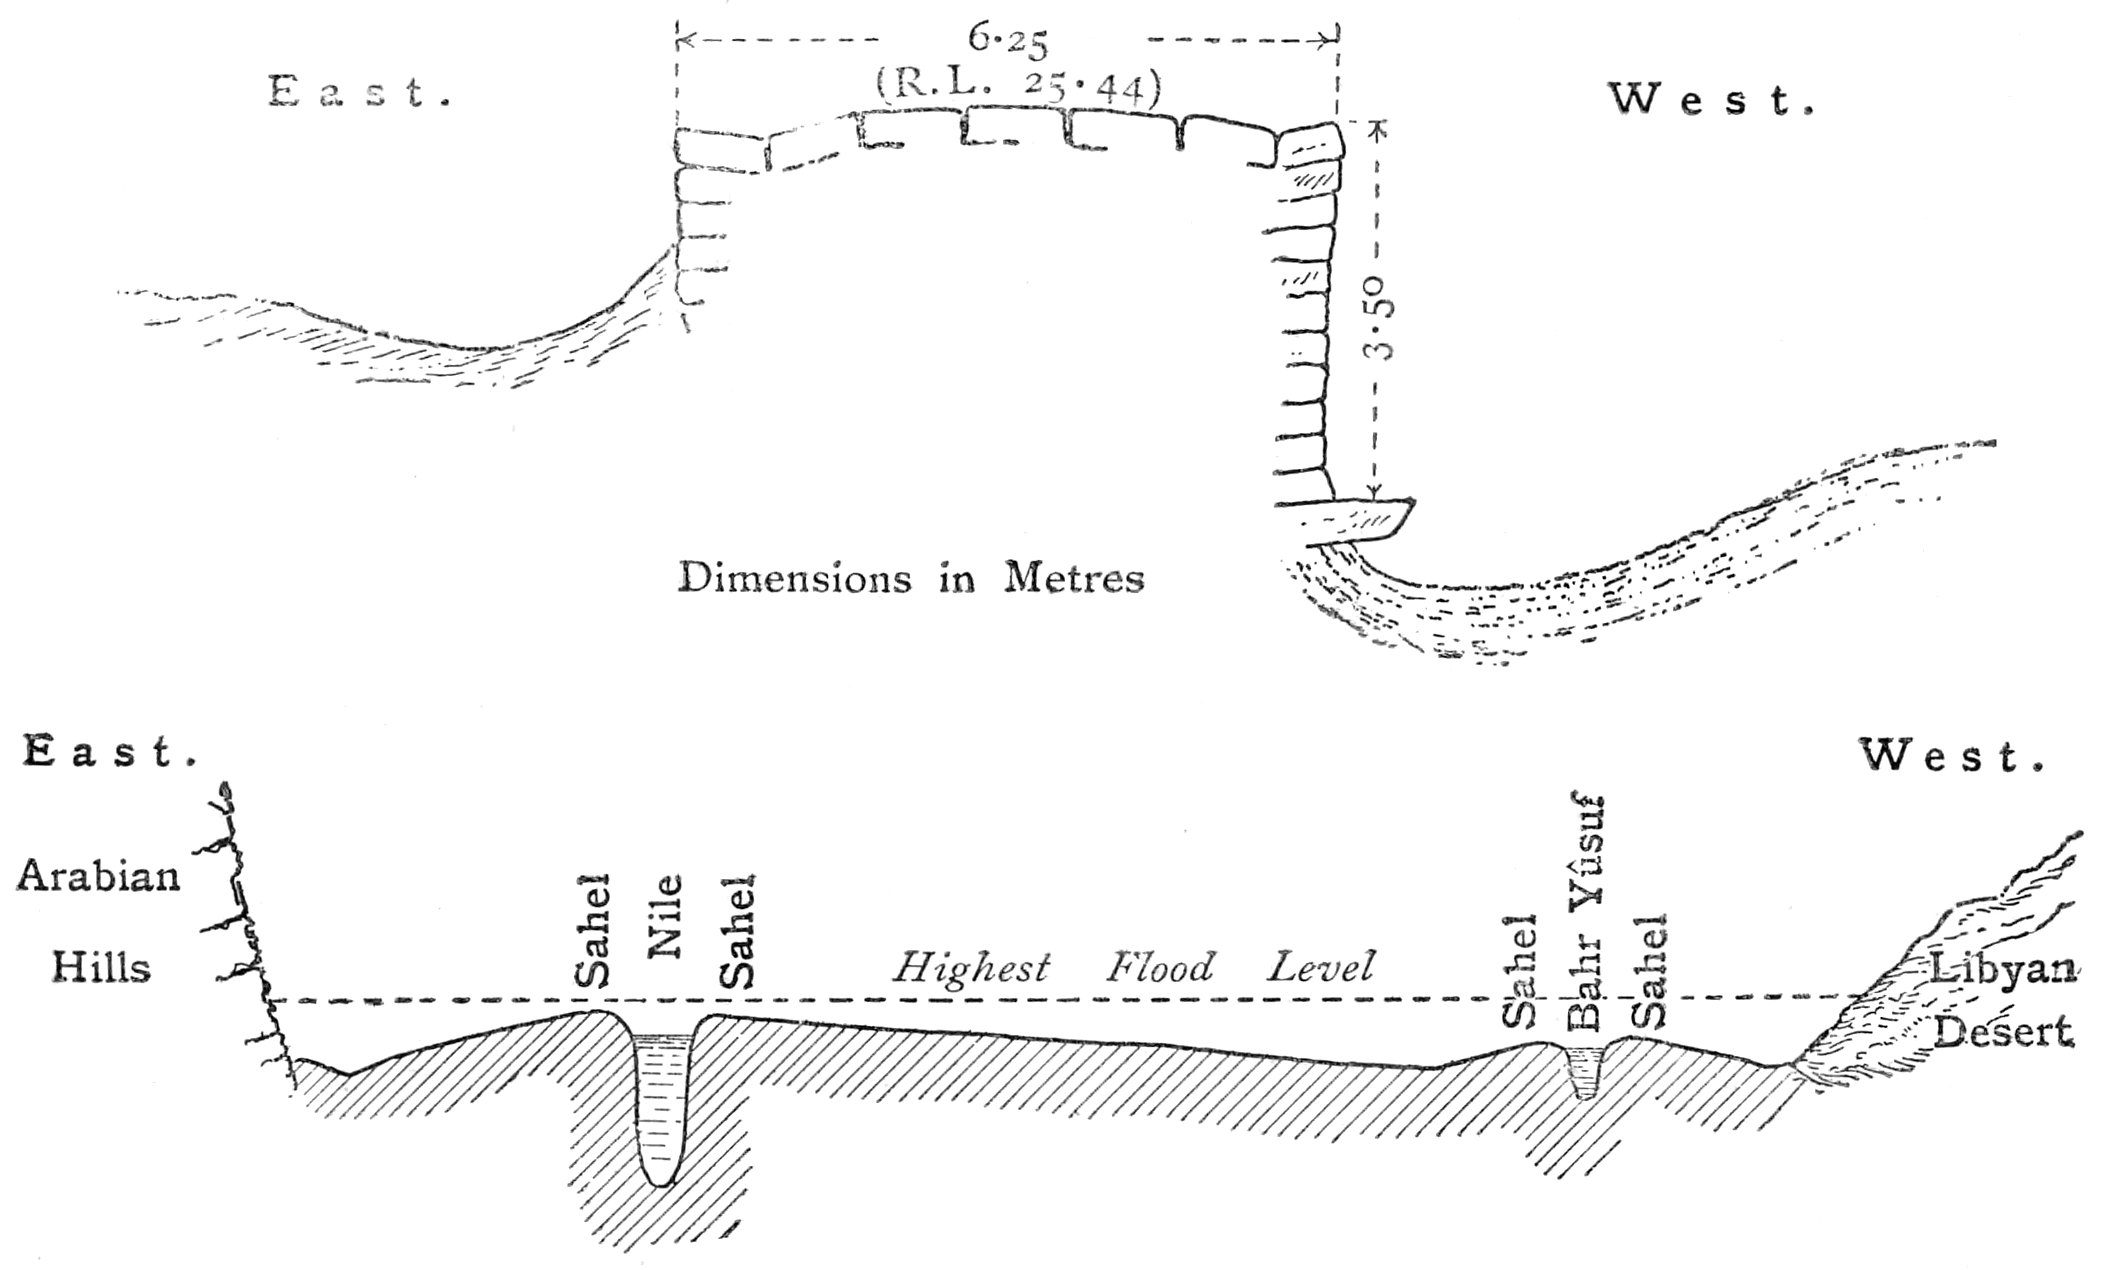 6·25
(R.L. 25·44)
East.
West.
3·50
Dimensions in Metres
East.
West.
Arabian
Hills
Sahel
Nile
Sahel
Highest Flood Level
Sahel
Bahr Yûsuf
Sahel
Libyan
Desert